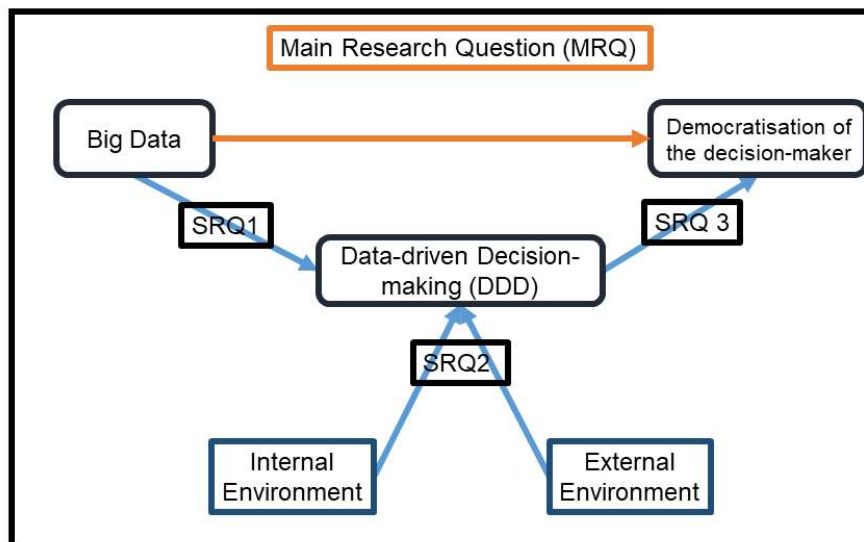 Main Research Question (MRQ)
Big Data
Democratisation of
the decision-maker
SRQ1
SRQ 3
Data-driven Decision-
making (DDD)
SRQ2
Internal
Environment
External
Environment